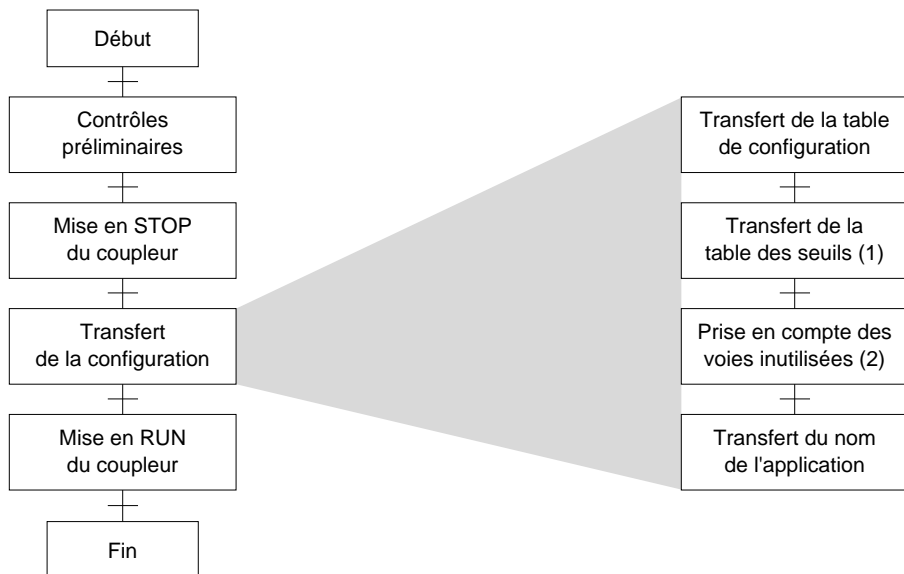 Début
Contrôles
préliminaires
Mise en STOP
du coupleur
Transfert
de la configuration
Mise en RUN
du coupleur
Fin
Transfert de la table
de configuration
Transfert de la
table des seuils (1)
Prise en compte des
voies inutilisées (2)
Transfert du nom
de l'application